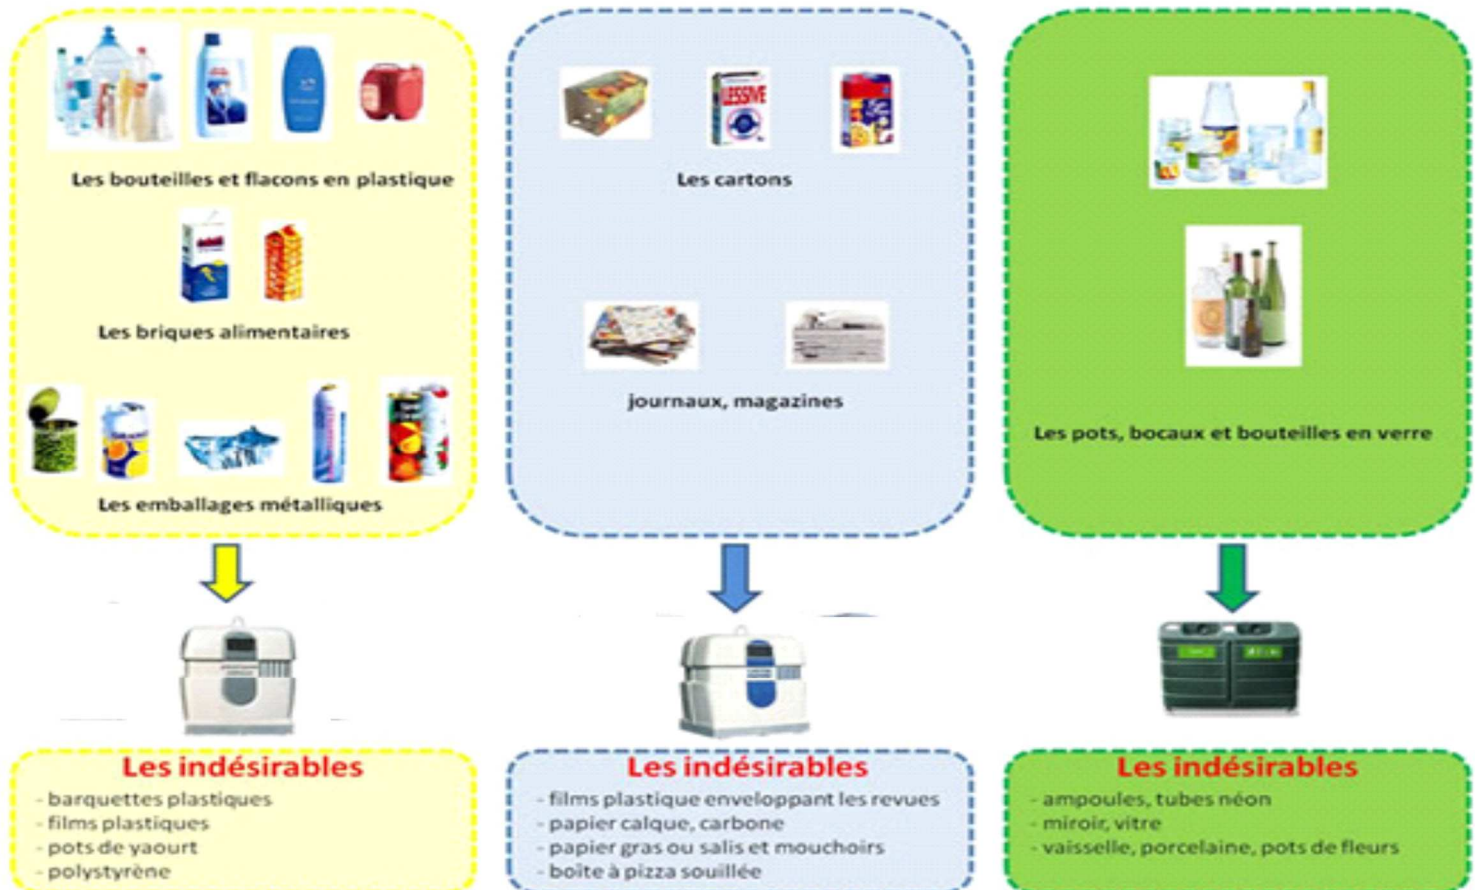 Les bouteilles et flacons en plastique
Les briques alimentaires
Les emballages métalliques
LESSIVE
Les cartons
journaux, magazines
Les pots, bocaux et bouteilles en verre
Les indésirables
- barquettes plastiques
- films plastiques
- pots de yaourt
- polystyrène
Les indésirables
- films plastique enveloppant les revues
- papier calque, carbone
- papier gras ou salis et mouchoirs
- boîte à pizza souillée
Les indésirables
- ampoules, tubes néon
- miroir, vitre
- vaisselle, porcelaine, pots de fleurs